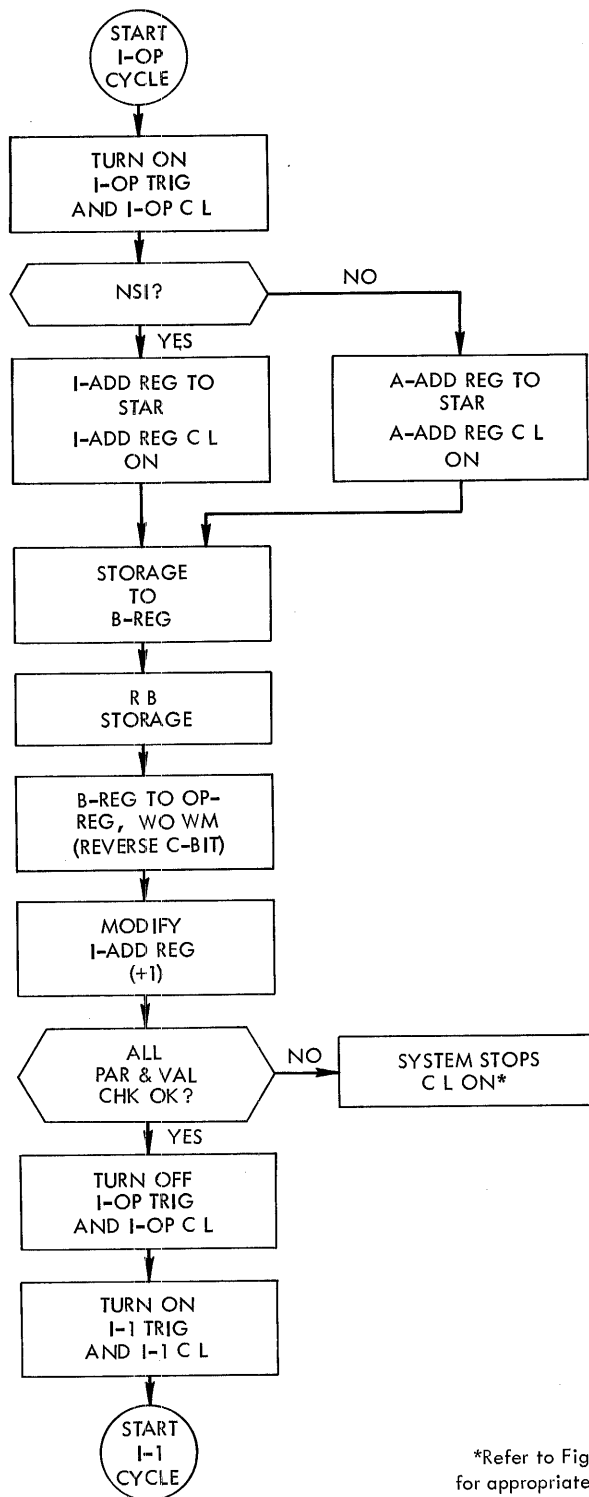 START
I-OP
CYCLE
TURN ON
I-OP TRIG
AND I-OP C L
NSI?
NO
YES
I-ADD REG TO
STAR
I-ADD REG C L
ON
A-ADD REG TO
STAR
A-ADD REG C L
ON
STORAGE
TO
B-REG
R B
STORAGE
B-REG TO OP-
REG, WO WM
(REVERSE C-BIT)
MODIFY
I-ADD REG
(+1)
ALL
PAR & VAL
CHK OK?
NO
SYSTEM STOPS
C L ON*
YES
TURN OFF
I-OP TRIG
AND I-OP C L
TURN ON
I-1 TRIG
AND I-1 C L
START
I-1
CYCLE
*Refer to Fig
for appropriate